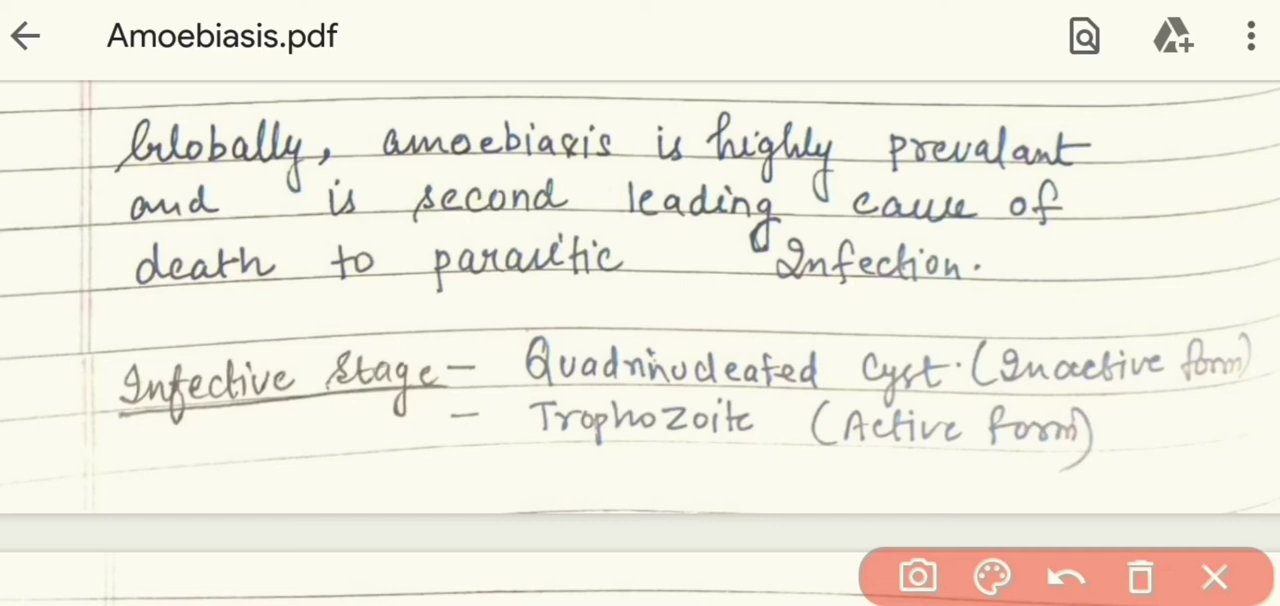 Amoebiasis.pdf
Globally, amoebiasis is highly prevalant
and is second leading cause of
death to parasitic Infection.
Infective Stage - Quadrinucleated Cyst. (Inactive form)
- Trophozoite (Active form)